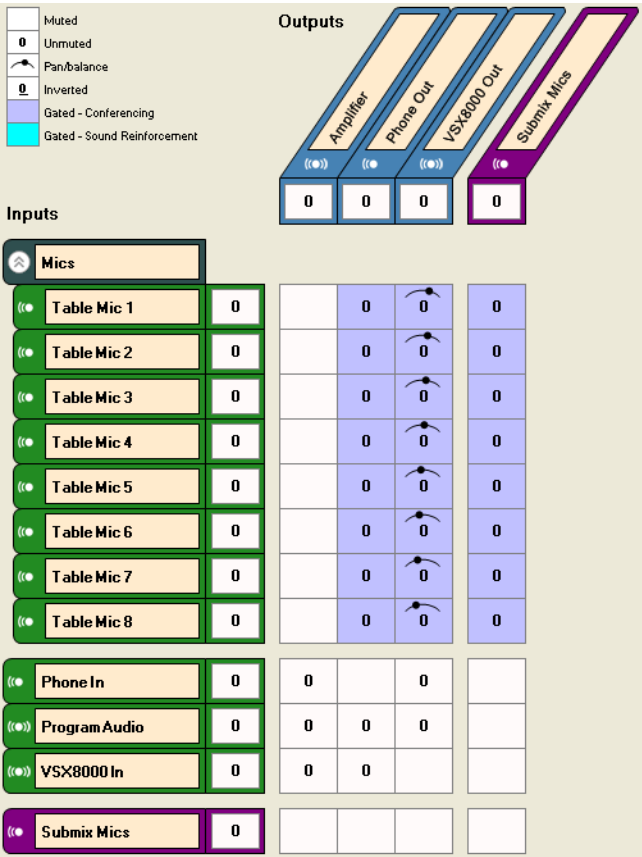 Muted
0 Unmuted
Pan/balance
0 Inverted
Gated - Conferencing
Gated - Sound Reinforcement
Outputs
Amplifier
Phone Out
VSX8000 Out
Submix Mics
0 0 0 0
Inputs
Mics
Table Mic 1 0 0 0 0
Table Mic 2 0 0 0 0
Table Mic 3 0 0 0 0
Table Mic 4 0 0 0 0
Table Mic 5 0 0 0 0
Table Mic 6 0 0 0 0
Table Mic 7 0 0 0 0
Table Mic 8 0 0 0 0
Phone In 0 0 0
Program Audio 0 0 0 0
VSX8000 In 0 0 0
Submix Mics 0